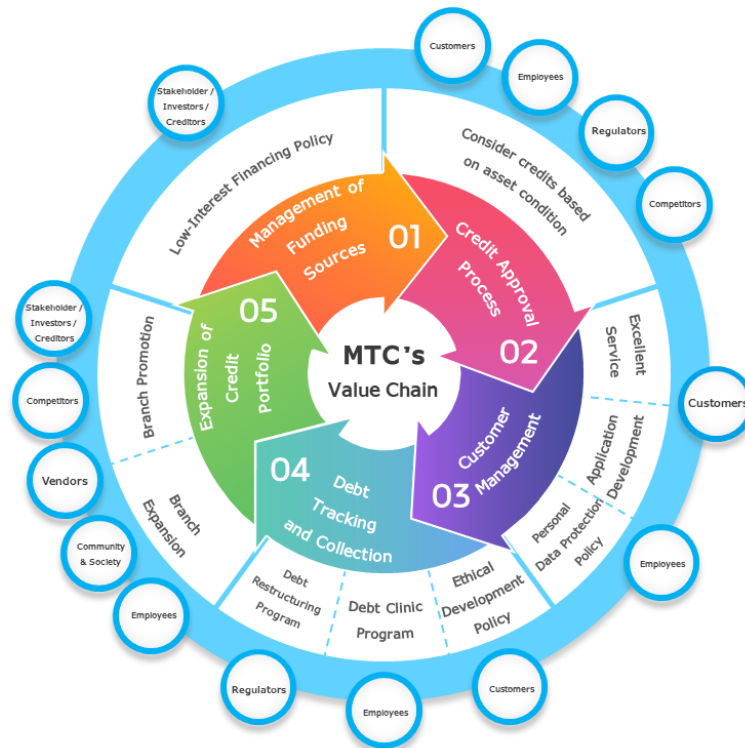 MTC's
Value Chain
01
Management of
Funding
Sources
Low-Interest Financing Policy
Stakeholder /
Investors /
Creditors
02
Credit Approval
Process
Consider credits based
on asset condition
Customers
Employees
Regulators
Competitors
03
Customer
Management
Excellent
Service
Application
Development
Personal
Data Protection
Policy
Customers
Employees
04
Debt
Tracking
and Collection
Ethical
Development
Policy
Debt Clinic
Program
Debt
Restructuring
Program
Customers
Employees
Regulators
05
Expansion of
Credit
Portfolio
Branch
Expansion
Branch Promotion
Employees
Community
& Society
Vendors
Competitors
Stakeholder /
Investors /
Creditors